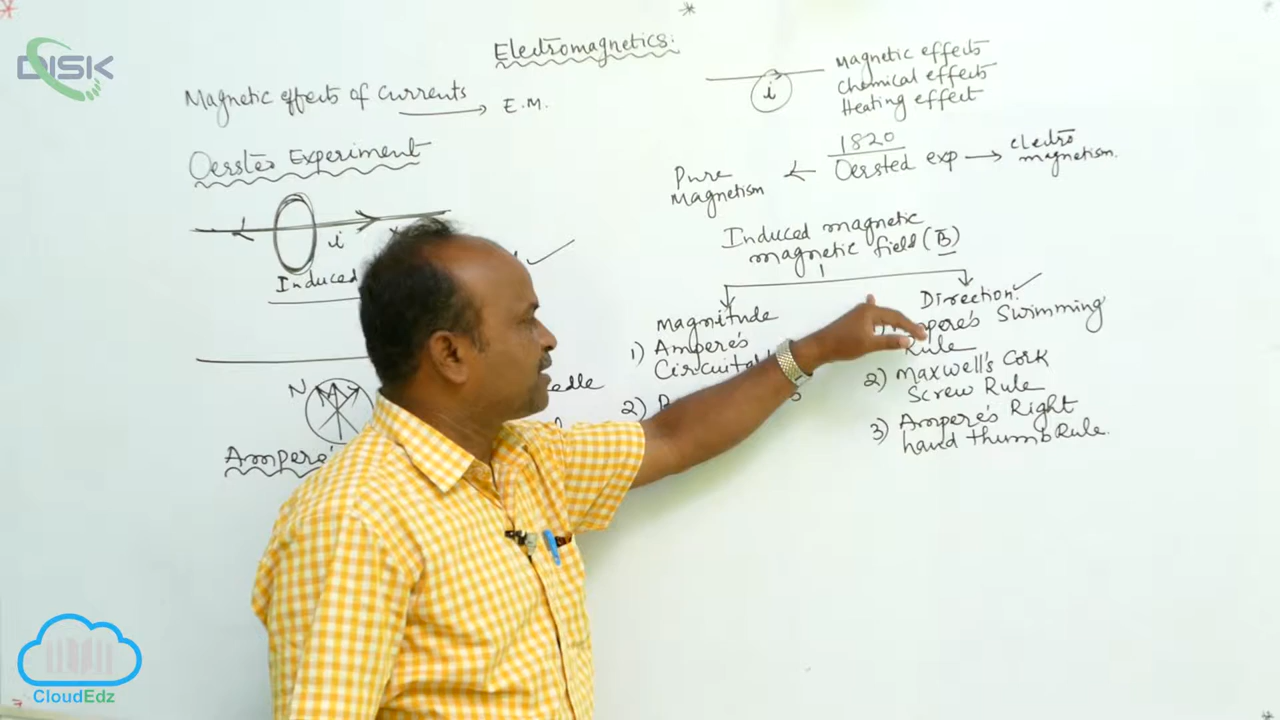 DISK
Electromagnetics:
Magnetic effects of Currents
E.M.
Oersted Experiment
i
Induced
N
Ampere's
i
Magnetic effects
Chemical effects
Heating effect
1820
Pure Magnetism
Oersted exp
electro magnetism.
Induced magnetic
magnetic field (B)
Magnitude
1) Ampere's
2)
Direction
Ampere's Swimming
Rule
2) Maxwell's Cork
Screw Rule
3) Ampere's Right
hand thumb Rule.
CloudEdz